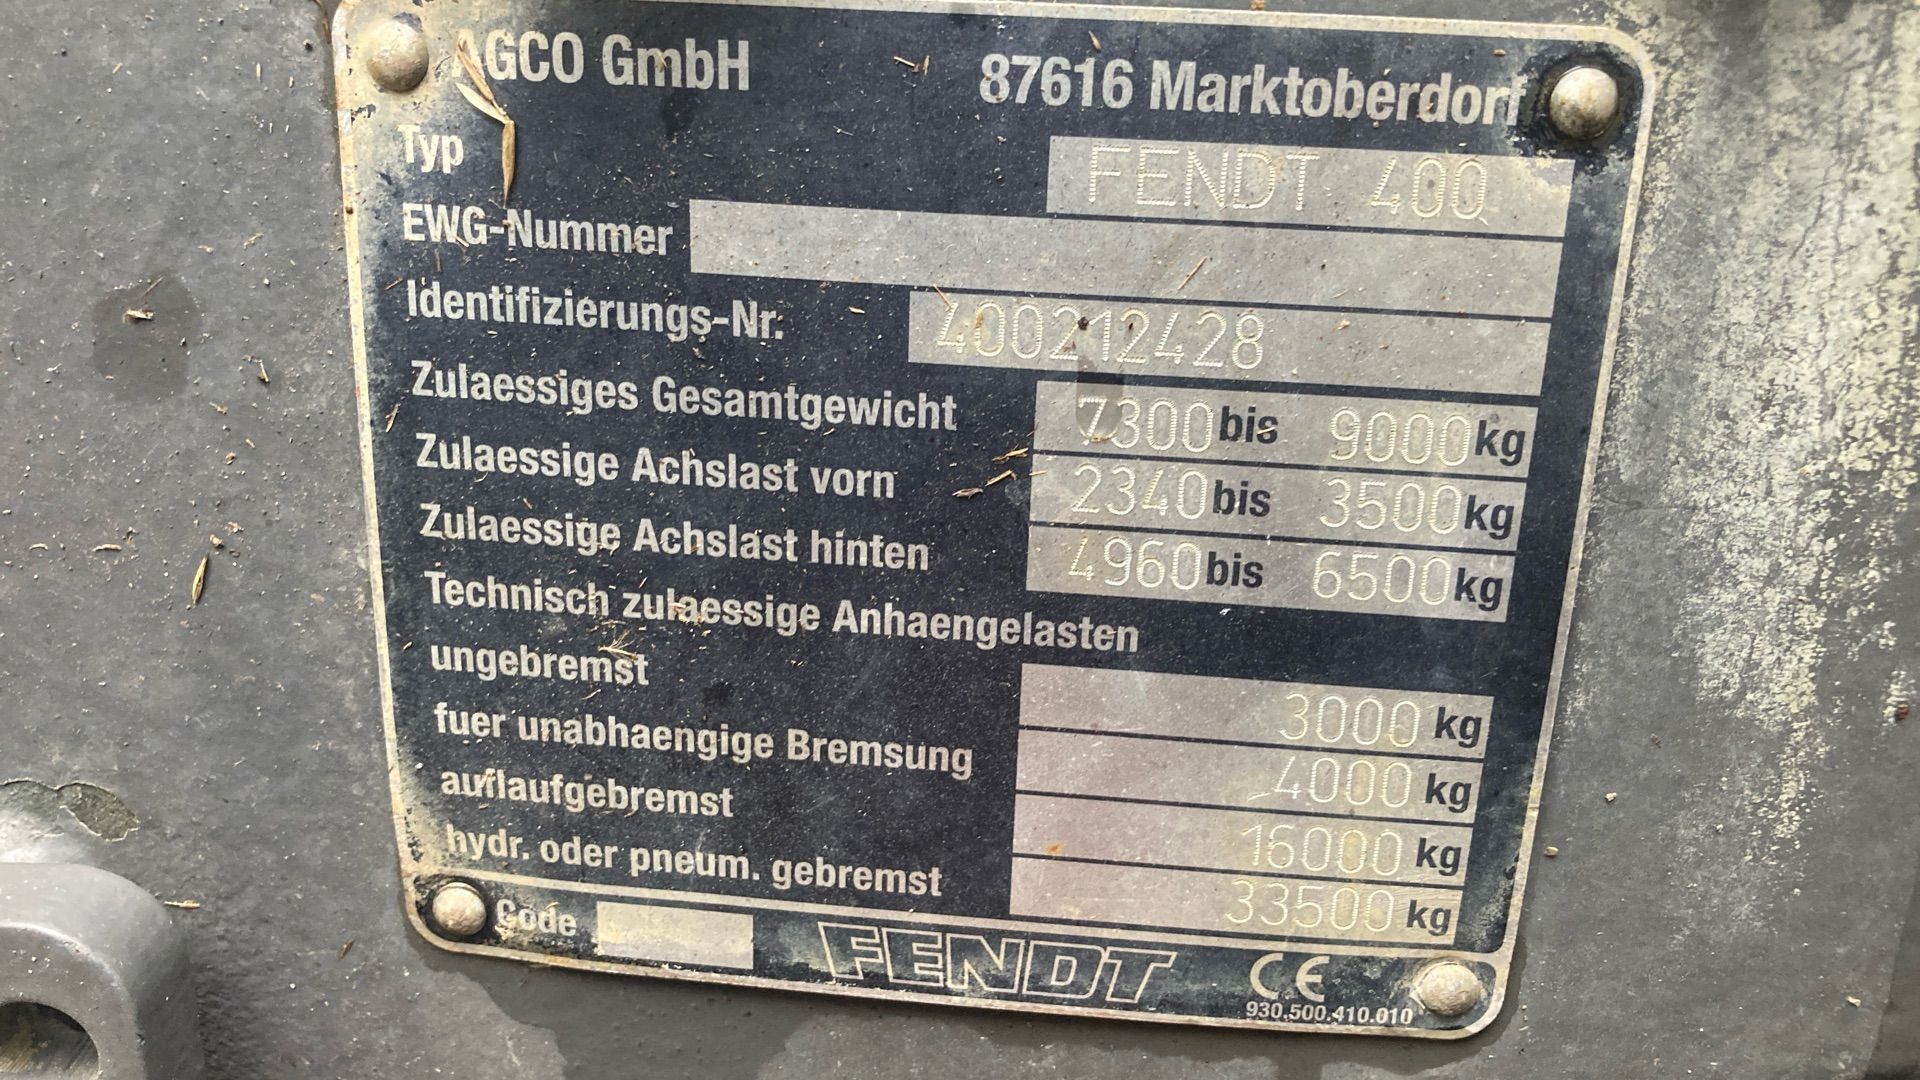 AGCO GmbH 87616 Marktoberdorf
Typ FENDT 400
EWG-Nummer
Identifizierungs-Nr. 400212428
Zulaessiges Gesamtgewicht 7300 bis 9000 kg
Zulaessige Achslast vorn 2340 bis 3500 kg
Zulaessige Achslast hinten 4960 bis 6500 kg
Technisch zulaessige Anhaengelasten
ungebremst 3000 kg
fuer unabhaengige Bremsung 4000 kg
auflaufgebremst 16000 kg
hydr. oder pneum. gebremst 33500 kg
Code FENDT CE
930.500.410.010